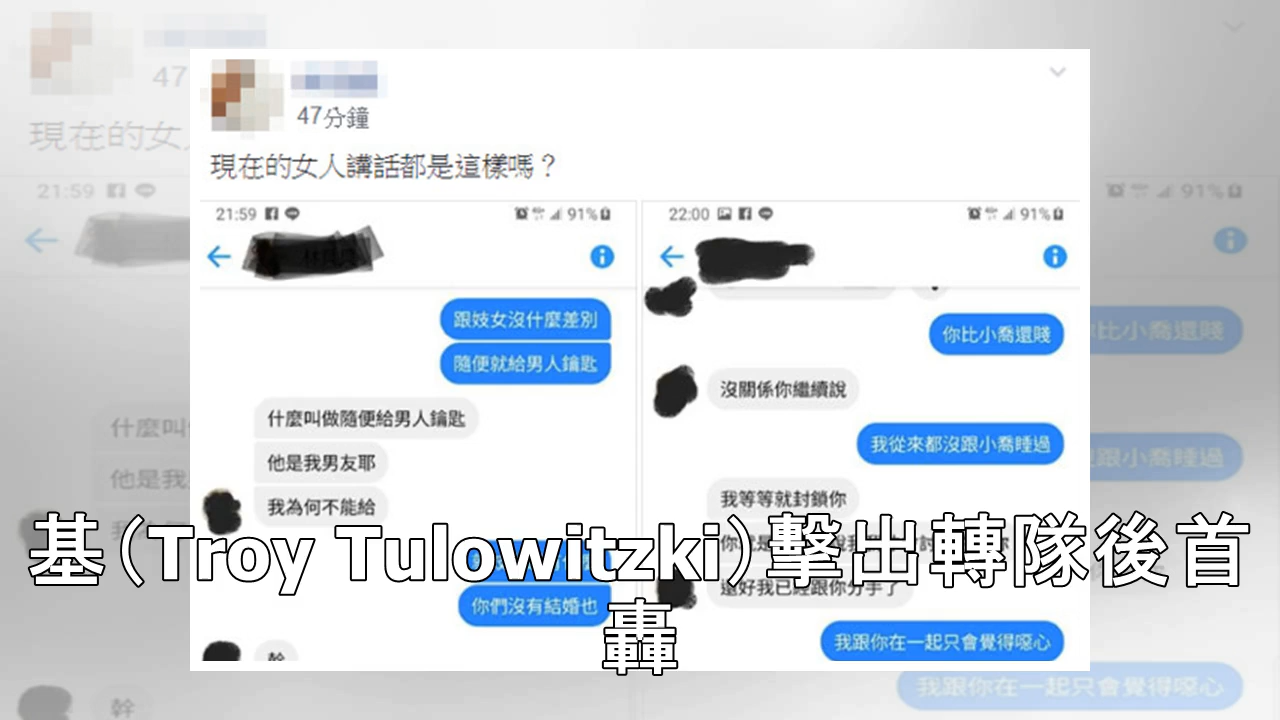 47分鐘
現在的女人講話都是這樣嗎？
21:59
91%
跟妓女沒什麼差別
隨便就給男人鑰匙
什麼叫做隨便給男人鑰匙
他是我男友耶
我為何不能給
你們沒有結婚也
幹
22:00
91%
你比小喬還賤
沒關係你繼續說
我從來都沒跟小喬睡過
我等等就封鎖你
還好我已經跟你分手了
我跟你在一起只會覺得噁心
基（Troy Tulowitzki）擊出轉隊後首
轟